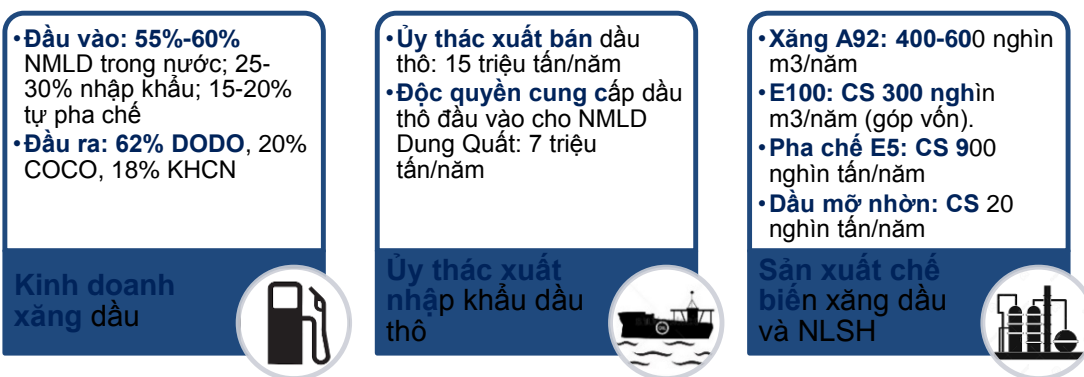 •Đầu vào: 55%-60%
NMLD trong nước; 25-
30% nhập khẩu; 15-20%
tự pha chế
•Đầu ra: 62% DODO, 20%
COCO, 18% KHCN
Kinh doanh
xăng dầu
•Ủy thác xuất bán dầu
thô: 15 triệu tấn/năm
•Độc quyền cung cấp dầu
thô đầu vào cho NMLD
Dung Quất: 7 triệu
tấn/năm
Ủy thác xuất
nhập khẩu dầu
thô
•Xăng A92: 400-600 nghìn
m3/năm
•E100: CS 300 nghìn
m3/năm (góp vốn).
•Pha chế E5: CS 900
nghìn tấn/năm
•Dầu mỡ nhờn: CS 20
nghìn tấn/năm
Sản xuất chế
biến xăng dầu
và NLSH